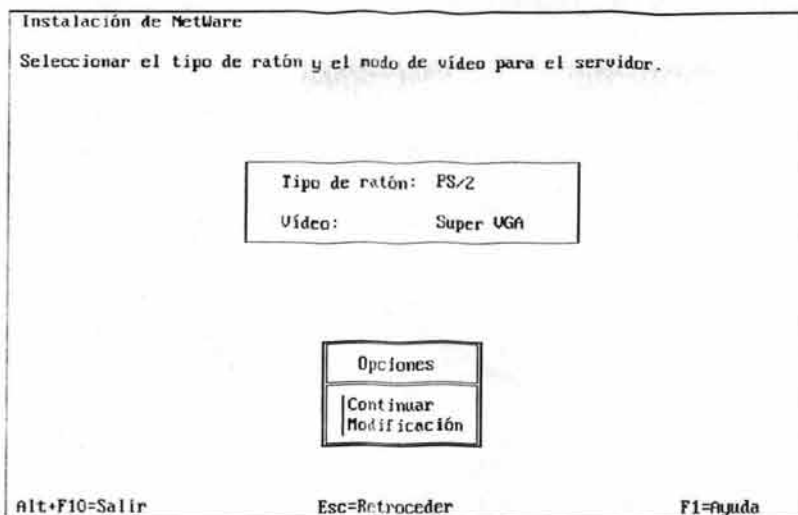 Instalación de NetWare
Seleccionar el tipo de ratón y el modo de vídeo para el servidor.
Tipo de ratón: PS/2
Vídeo: Super VGA
Opciones
Continuar
Modificación
Alt+F10=Salir Esc=Retroceder F1=Ayuda